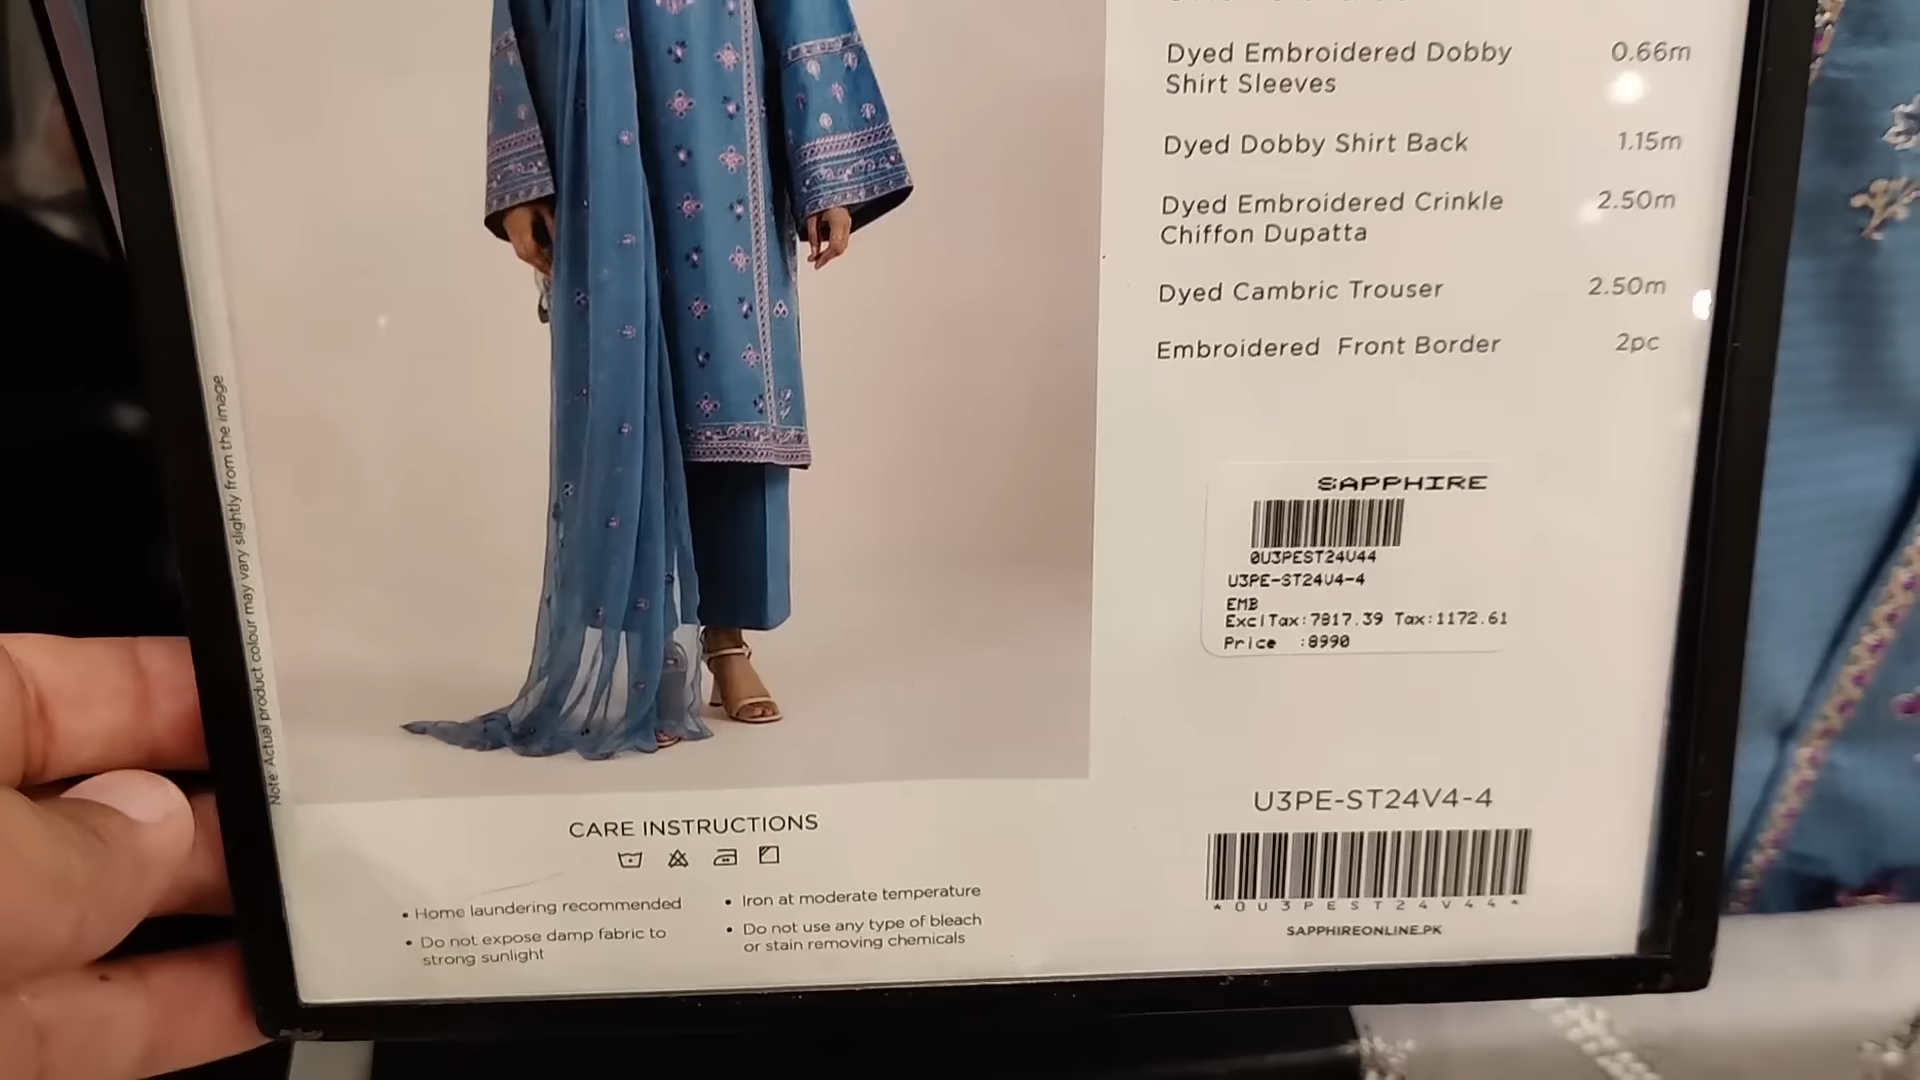 Dyed Embroidered Dobby 0.66m
Shirt Sleeves
Dyed Dobby Shirt Back 1.15m
Dyed Embroidered Crinkle 2.50m
Chiffon Dupatta
Dyed Cambric Trouser 2.50m
Embroidered Front Border 2pc
SAPPHIRE
0U3PEST24V44
U3PE-ST24V4-4
EMB
ExclTax:7817.39 Tax:1172.61
Price :8990
U3PE-ST24V4-4
*0U3PEST24V44*
SAPPHIREONLINE.PK
Note: Actual product colour may vary slightly from the image
CARE INSTRUCTIONS
• Home laundering recommended
• Do not expose damp fabric to
strong sunlight
• Iron at moderate temperature
• Do not use any type of bleach
or stain removing chemicals